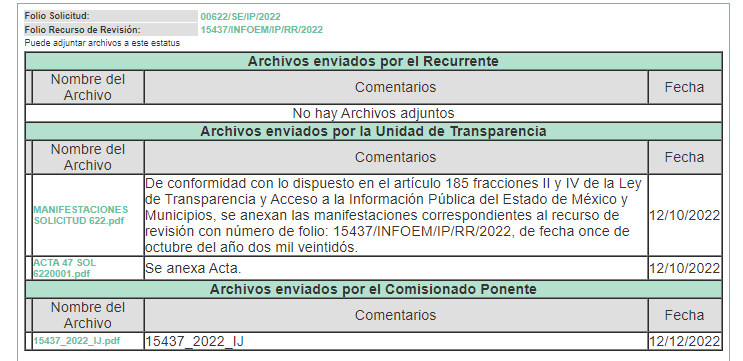 Folio Solicitud: 00622/SE/IP/2022
Folio Recurso de Revisión: 15437/INFOEM/IP/RR/2022
Puede adjuntar archivos a este estatus
Archivos enviados por el Recurrente
Nombre del Archivo Comentarios Fecha
No hay Archivos adjuntos
Archivos enviados por la Unidad de Transparencia
Nombre del Archivo Comentarios Fecha
MANIFESTACIONES SOLICITUD 622.pdf
De conformidad con lo dispuesto en el artículo 185 fracciones II y IV de la Ley
de Transparencia y Acceso a la Información Pública del Estado de México y
Municipios, se anexan las manifestaciones correspondientes al recurso de
revisión con número de folio: 15437/INFOEM/IP/RR/2022, de fecha once de
octubre del año dos mil veintidós.
12/10/2022
ACTA 47 SOL 6220001.pdf Se anexa Acta. 12/10/2022
Archivos enviados por el Comisionado Ponente
Nombre del Archivo Comentarios Fecha
15437_2022_IJ.pdf 15437_2022_IJ 12/12/2022